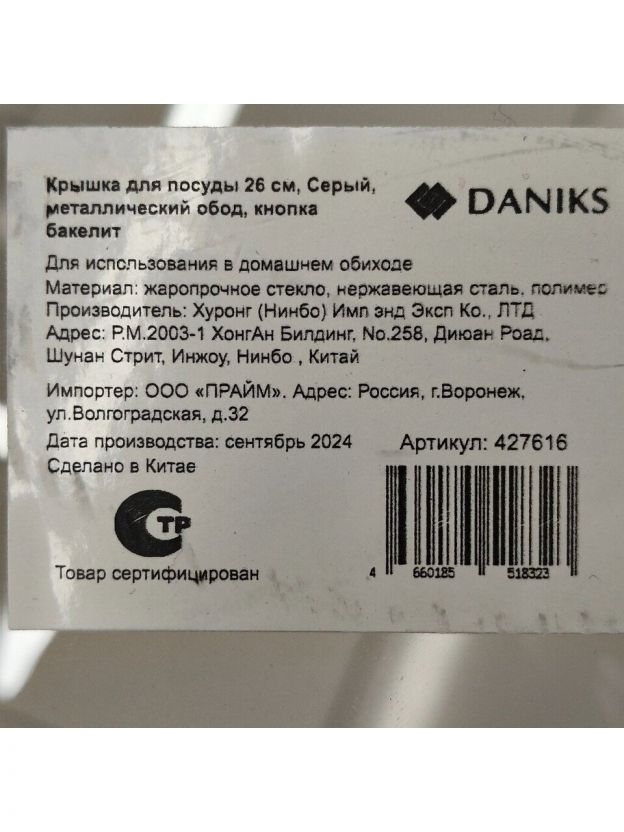 Крышка для посуды 26 см, Серый,
металлический обод, кнопка
бакелит
DANIKS
Для использования в домашнем обиходе
Материал: жаропрочное стекло, нержавеющая сталь, полимер
Производитель: Хуронг (Нинбо) Имп энд Эксп Ко., ЛТД
Адрес: Р.М.2003-1 ХонгАн Билдинг, No.258, Диюан Роад,
Шунан Стрит, Инжоу, Нинбо , Китай
Импортер: ООО «ПРАЙМ». Адрес: Россия, г.Воронеж,
ул.Волгоградская, д.32
Дата производства: сентябрь 2024
Артикул: 427616
Сделано в Китае
СТР
Товар сертифицирован
4 660185 518323